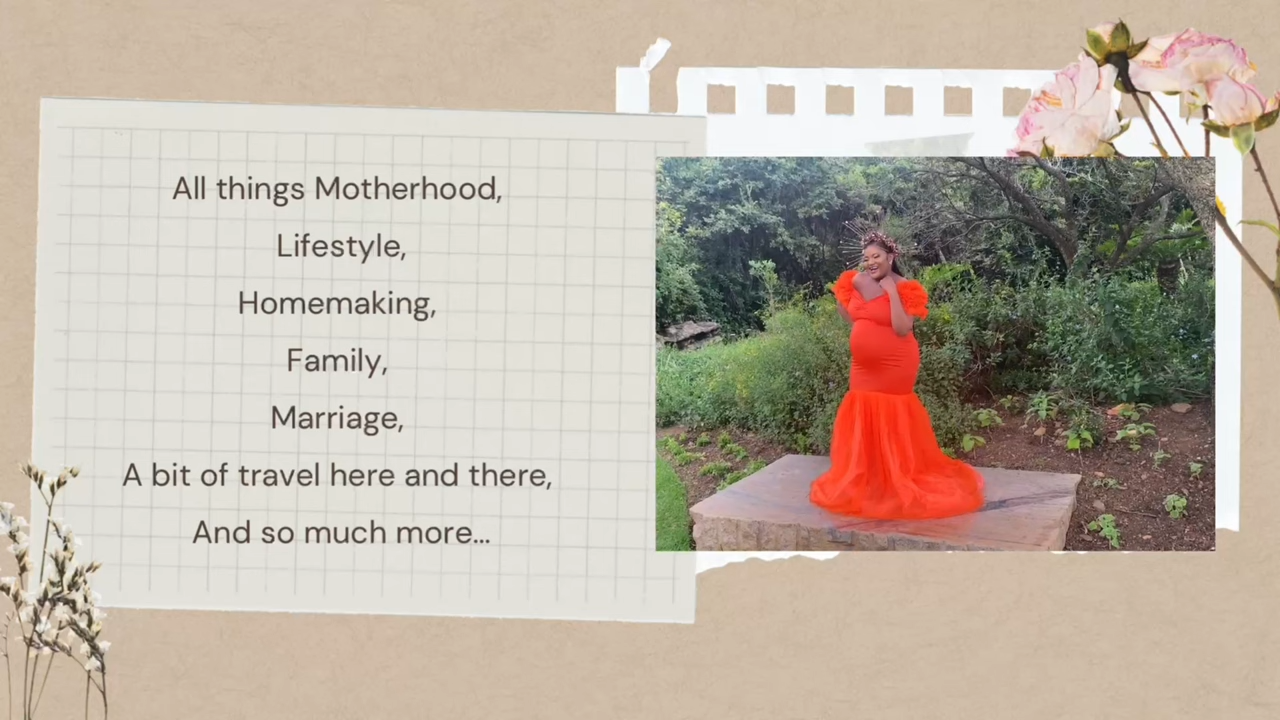 All things Motherhood,
Lifestyle,
Homemaking,
Family,
Marriage,
A bit of travel here and there,
And so much more...